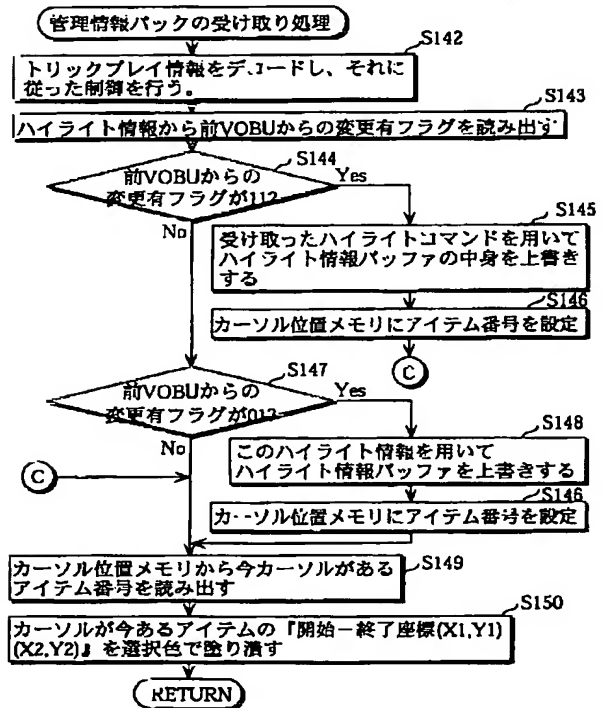 管理情報パックの受け取り処理
S142
トリックプレイ情報をデコードし、それに
従った制御を行う。
S143
ハイライト情報から前VOBUからの変更有フラグを読み出す
S144
前VOBUからの
変更有フラグが11?
Yes
No
S145
受け取ったハイライトコマンドを用いて
ハイライト情報バッファの中身を上書き
する
S146
カーソル位置メモリにアイテム番号を設定
C
S147
前VOBUからの
変更有フラグが01?
Yes
No
S148
このハイライト情報を用いて
ハイライト情報バッファを上書きする
S146
カーソル位置メモリにアイテム番号を設定
C
S149
カーソル位置メモリから今カーソルがある
アイテム番号を読み出す
S150
カーソルが今あるアイテムの『開始－終了座標(X1,Y1)
(X2,Y2)』を選択色で塗り潰す
RETURN